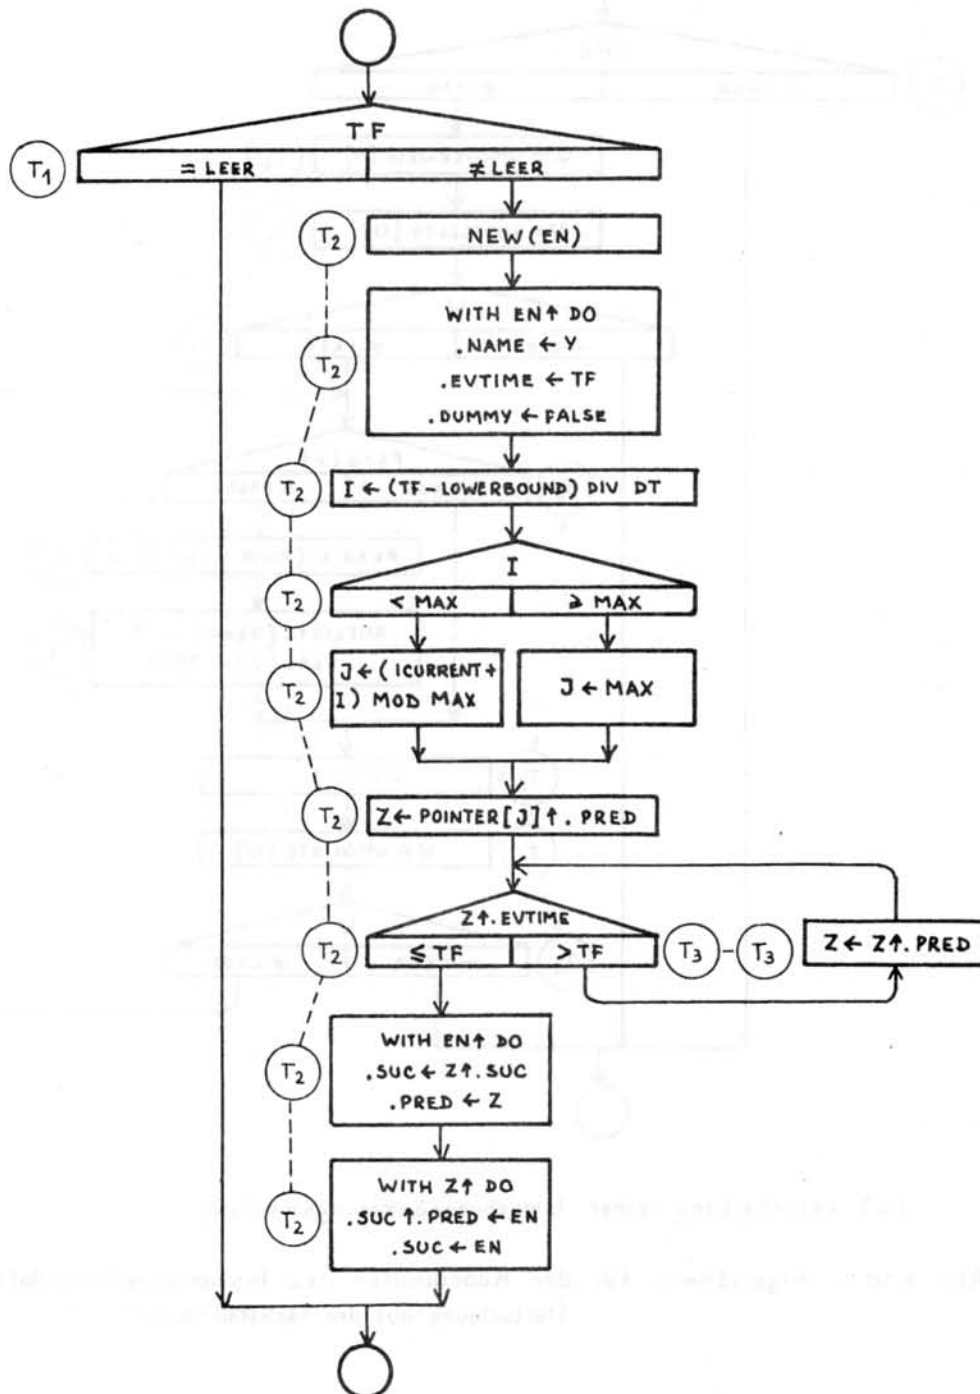 TF
T1
= LEER
≠ LEER
T2
NEW (EN)
T2
WITH EN↑ DO
.NAME ← Y
.EVTIME ← TF
.DUMMY ← FALSE
T2
I ← (TF-LOWERBOUND) DIV DT
I
T2
< MAX
≥ MAX
T2
J ← (ICURRENT+
I) MOD MAX
J ← MAX
T2
Z ← POINTER[J]↑.PRED
Z↑.EVTIME
T2
≤ TF
> TF
T3 - T3
Z ← Z↑.PRED
T2
WITH EN↑ DO
.SUC ← Z↑.SUC
.PRED ← Z
T2
WITH Z↑ DO
.SUC↑.PRED ← EN
.SUC ← EN